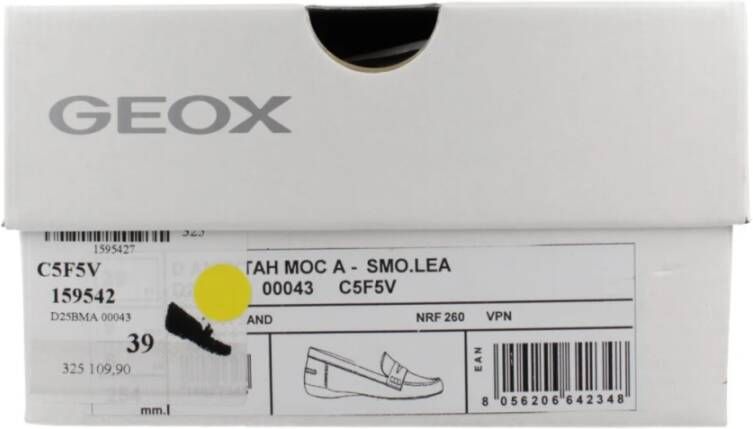 GEOX
1595427
C5F5V
159542
D25BMA 00043
39
325 109,90
TAH MOC A - SMO.LEA
00043 C5F5V
AND NRF 260 VPN
EAN
8 056206 642348
mm.